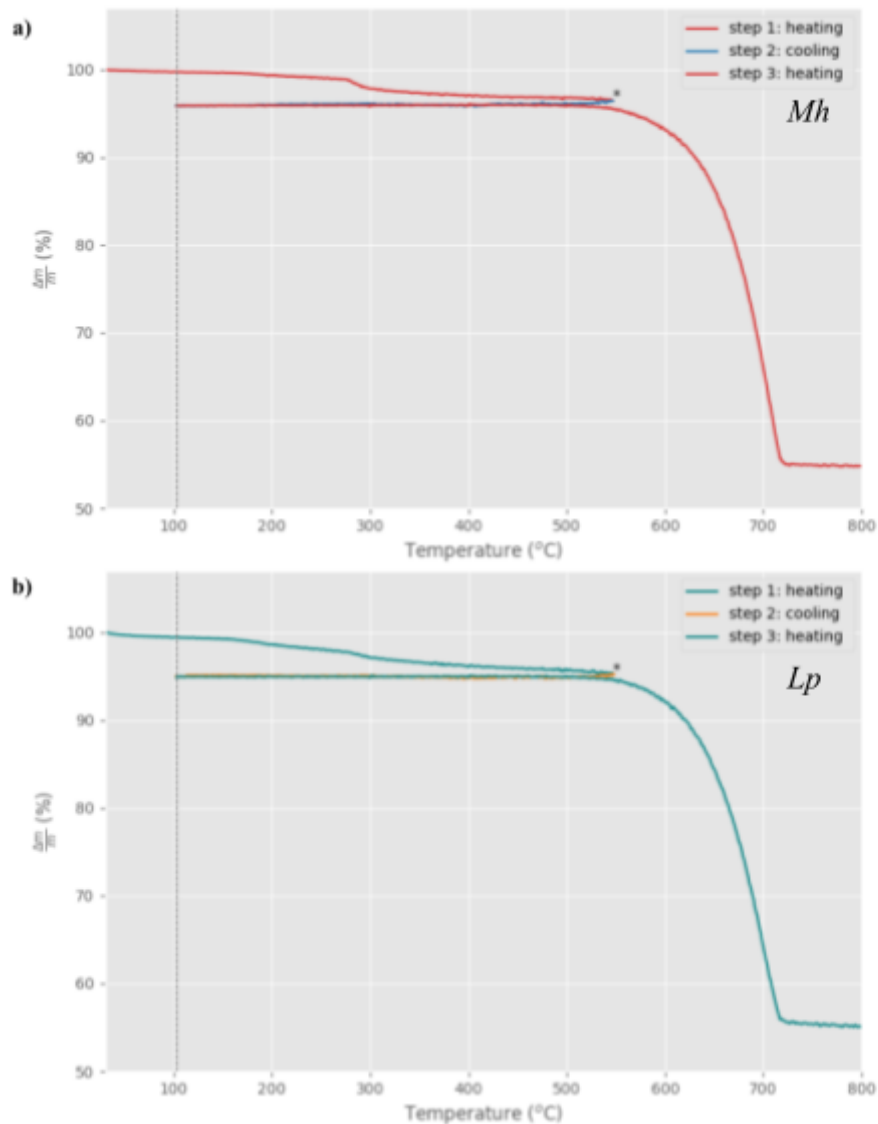 a)
step 1: heating
step 2: cooling
step 3: heating
*
Mh
100
90
80
70
60
50
Δm/m (%)
100 200 300 400 500 600 700 800
Temperature (°C)
b)
step 1: heating
step 2: cooling
step 3: heating
*
Lp
100
90
80
70
60
50
Δm/m (%)
100 200 300 400 500 600 700 800
Temperature (°C)